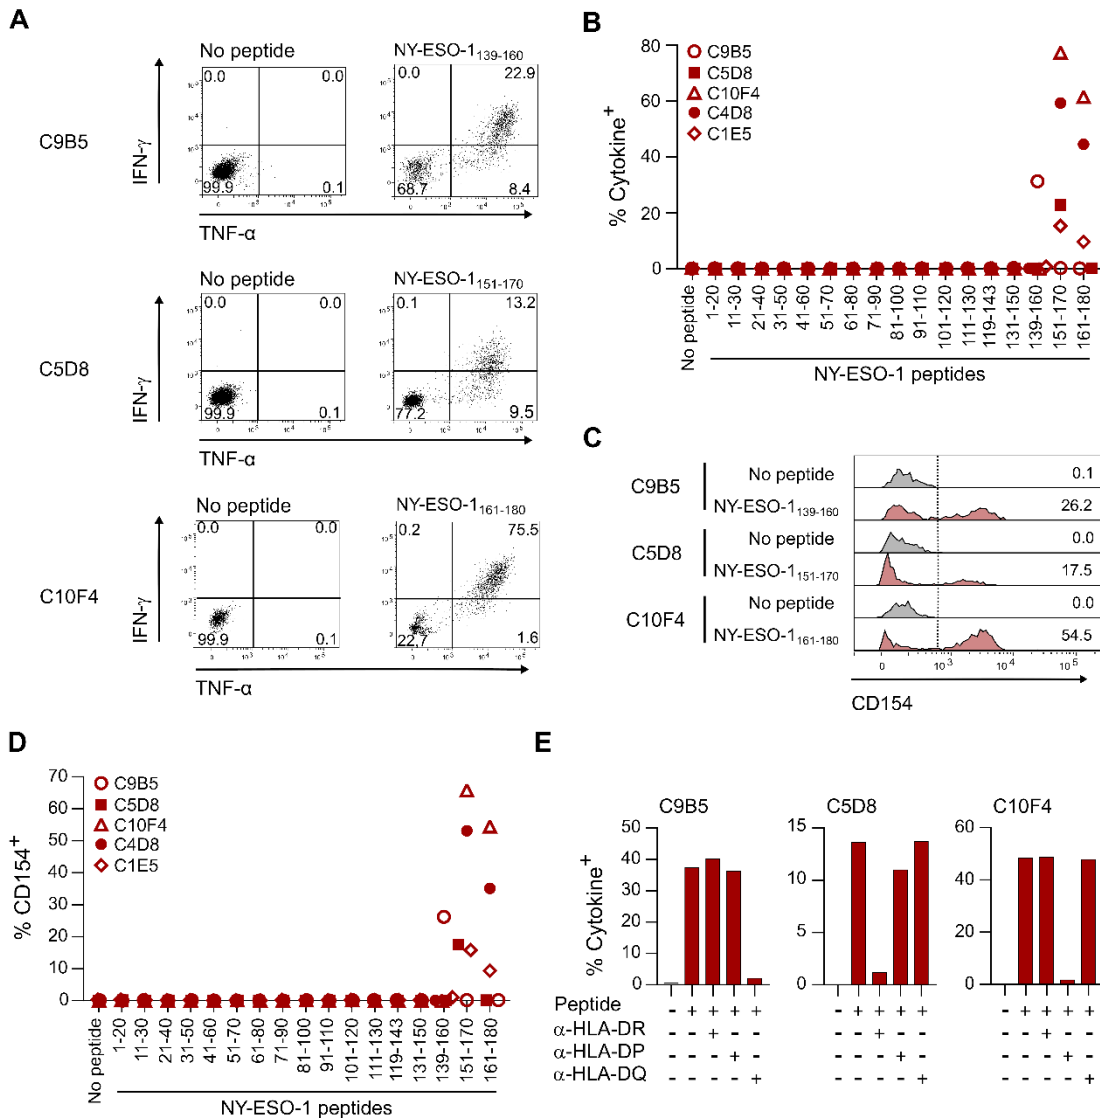 A
No peptide
NY-ESO-1139-160
0.0
0.0
0.0
22.9
C9B5
IFN-γ
99.9
0.1
68.7
8.4
TNF-α
No peptide
NY-ESO-1151-170
0.0
0.0
0.1
13.2
C5D8
IFN-γ
99.9
0.1
77.2
9.5
TNF-α
No peptide
NY-ESO-1161-180
0.0
0.0
0.2
75.5
C10F4
IFN-γ
99.9
0.1
22.7
1.6
TNF-α
B
% Cytokine+
80
60
40
20
0
C9B5
C5D8
C10F4
C4D8
C1E5
No peptide
1-20
11-30
21-40
31-50
41-60
51-70
61-80
71-90
81-100
91-110
101-120
111-130
119-143
131-150
139-160
151-170
161-180
NY-ESO-1 peptides
C
C9B5
No peptide
0.1
NY-ESO-1139-160
26.2
C5D8
No peptide
0.0
NY-ESO-1151-170
17.5
C10F4
No peptide
0.0
NY-ESO-1161-180
54.5
0 10³ 10⁴ 10⁵
CD154
D
% CD154+
70
60
50
40
30
20
10
0
C9B5
C5D8
C10F4
C4D8
C1E5
No peptide
1-20
11-30
21-40
31-50
41-60
51-70
61-80
71-90
81-100
91-110
101-120
111-130
119-143
131-150
139-160
151-170
161-180
NY-ESO-1 peptides
E
C9B5
C5D8
C10F4
% Cytokine+
50
40
30
20
10
0
15
10
5
0
60
40
20
0
Peptide - + + + + - + + + + - + + + +
α-HLA-DR - - + - - - - + - - - - + - -
α-HLA-DP - - - + - - - - + - - - - + -
α-HLA-DQ - - - - + - - - - + - - - - +